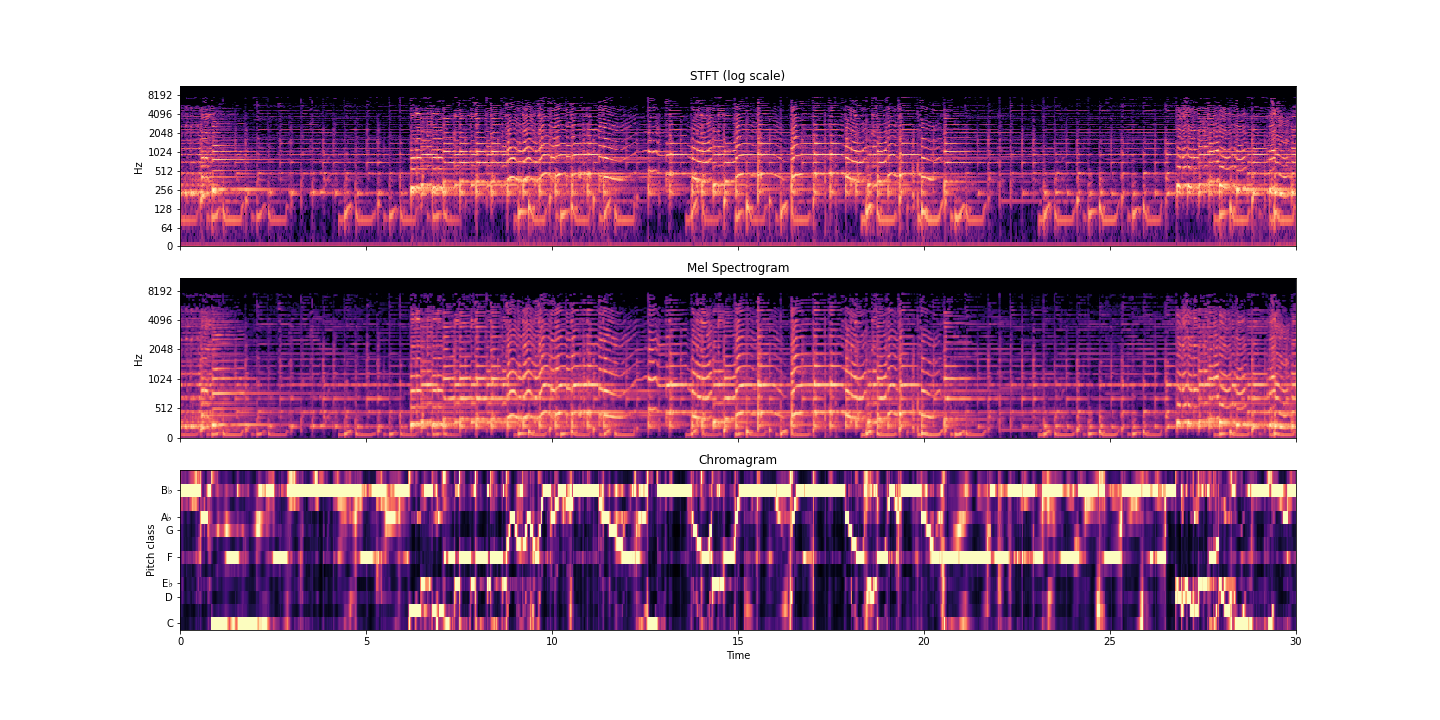 STFT (log scale)
8192
4096
2048
1024
512
256
128
64
0
Hz
Mel Spectrogram
8192
4096
2048
1024
512
0
Hz
Chromagram
B♭
A♭
G
F
E♭
D
C
Pitch class
0 5 10 15 20 25 30
Time